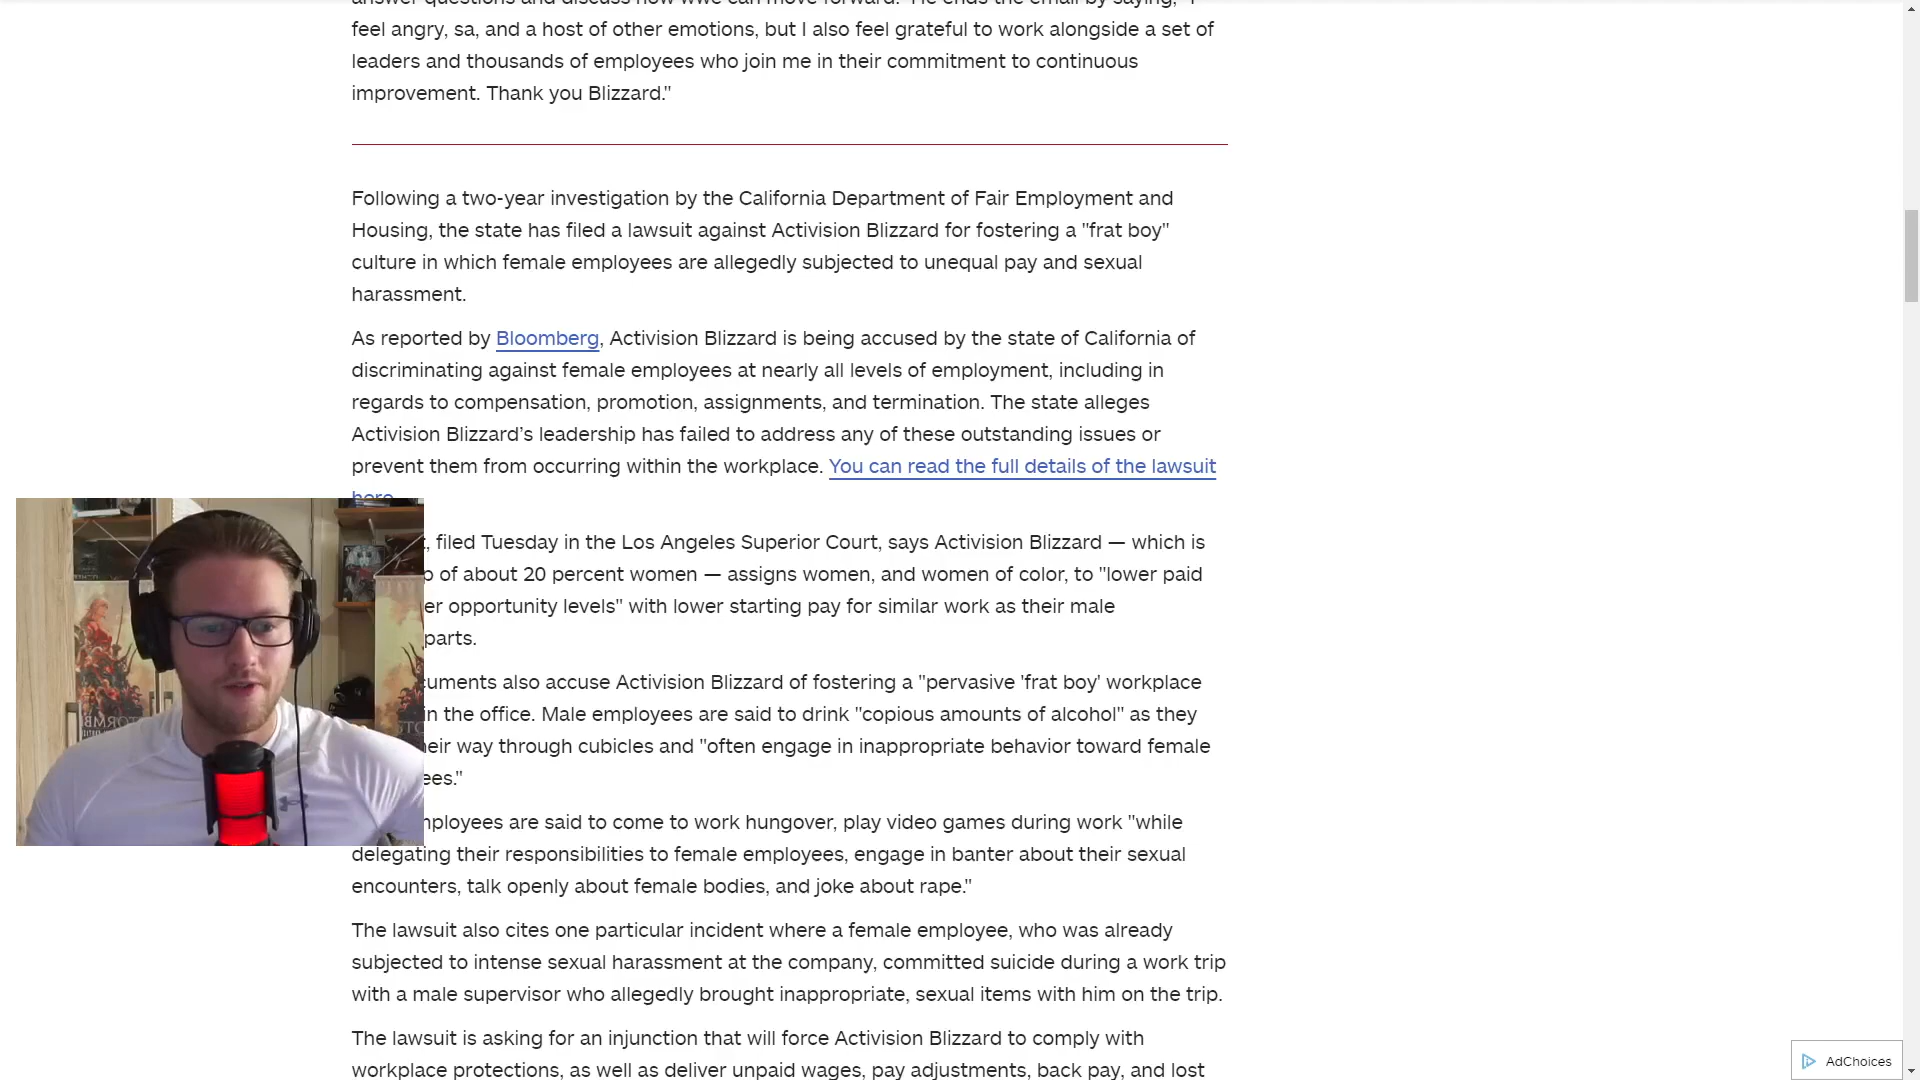 feel angry, sa, and a host of other emotions, but I also feel grateful to work alongside a set of
leaders and thousands of employees who join me in their commitment to continuous
improvement. Thank you Blizzard."
Following a two-year investigation by the California Department of Fair Employment and
Housing, the state has filed a lawsuit against Activision Blizzard for fostering a "frat boy"
culture in which female employees are allegedly subjected to unequal pay and sexual
harassment.
As reported by Bloomberg, Activision Blizzard is being accused by the state of California of
discriminating against female employees at nearly all levels of employment, including in
regards to compensation, promotion, assignments, and termination. The state alleges
Activision Blizzard’s leadership has failed to address any of these outstanding issues or
prevent them from occurring within the workplace. You can read the full details of the lawsuit
filed Tuesday in the Los Angeles Superior Court, says Activision Blizzard — which is
of about 20 percent women — assigns women, and women of color, to "lower paid
er opportunity levels" with lower starting pay for similar work as their male
parts.
uments also accuse Activision Blizzard of fostering a "pervasive 'frat boy' workplace
in the office. Male employees are said to drink "copious amounts of alcohol" as they
eir way through cubicles and "often engage in inappropriate behavior toward female
ees."
mployees are said to come to work hungover, play video games during work "while
delegating their responsibilities to female employees, engage in banter about their sexual
encounters, talk openly about female bodies, and joke about rape."
The lawsuit also cites one particular incident where a female employee, who was already
subjected to intense sexual harassment at the company, committed suicide during a work trip
with a male supervisor who allegedly brought inappropriate, sexual items with him on the trip.
The lawsuit is asking for an injunction that will force Activision Blizzard to comply with
workplace protections, as well as deliver unpaid wages, pay adjustments, back pay, and lost
AdChoices